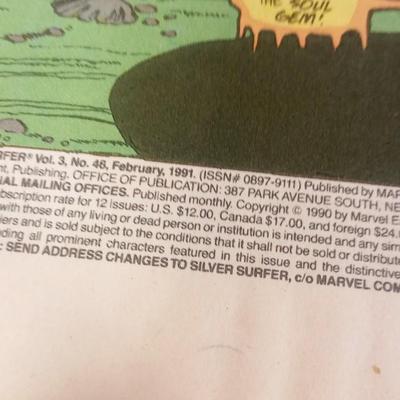 THE SOUL
GEM!
RFER® Vol. 3, No. 46, February, 1991. (ISSN# 0897-9111) Published by MAR
nt, Publishing. OFFICE OF PUBLICATION: 387 PARK AVENUE SOUTH, NE
IAL MAILING OFFICES. Published monthly. Copyright © 1990 by Marvel E
bscription rate for 12 issues: U.S. $12.00, Canada $17.00, and foreign $24.
with those of any living or dead person or institution is intended and any sim
iers and is sold subject to the conditions that it shall not be sold or distribute
ding all prominent characters featured in this issue and the distinctive
: SEND ADDRESS CHANGES TO SILVER SURFER, c/o MARVEL COM